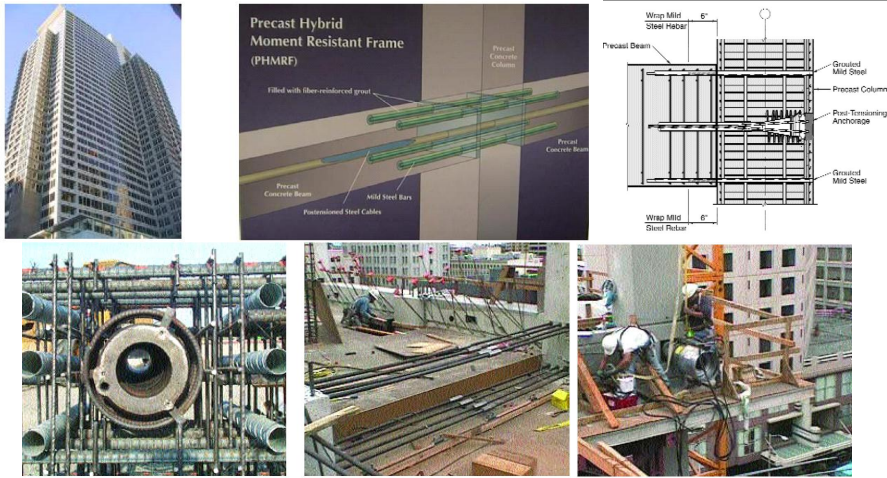 Precast Hybrid
Moment Resistant Frame
(PHMRF)
Precast
Concrete
Column
Filled with fiber-reinforced grout
Precast
Concrete Beam
Precast
Concrete Beam
Mild Steel Bars
Postensioned Steel Cables
Wrap Mild
Steel Rebar
6"
Precast Beam
Grouted
Mild Steel
Precast Column
Post-Tensioning
Anchorage
Grouted
Mild Steel
Wrap Mild
Steel Rebar
6"